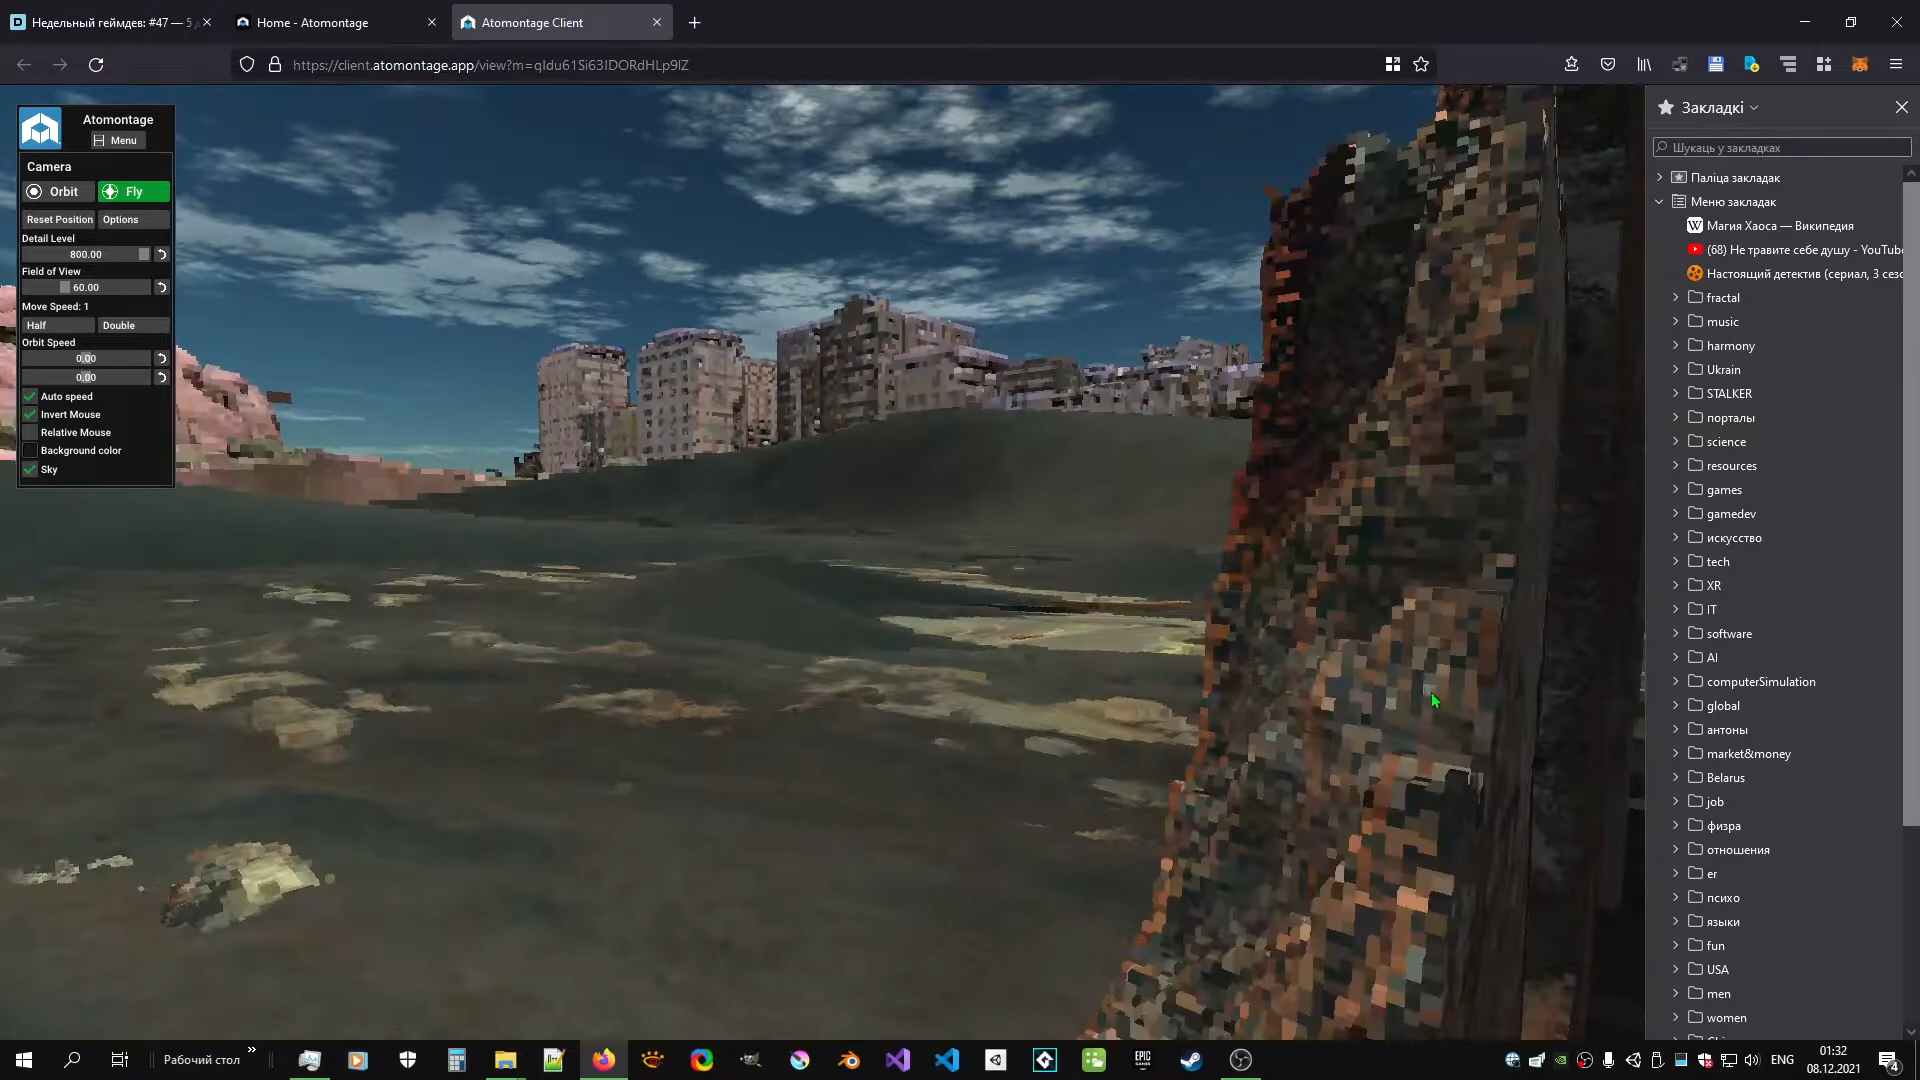 Недельный геймдев: #47 — 5
Home - Atomontage
Atomontage Client
https://client.atomontage.app/view?m=qIdu61Si63IDORdHLp9lZ
Atomontage
Menu
Camera
Orbit
Fly
Reset Position
Options
Detail Level
800.00
Field of View
60.00
Move Speed: 1
Half
Double
Orbit Speed
0.00
0.00
Auto speed
Invert Mouse
Relative Mouse
Background color
Sky
Закладкі
Шукаць у закладках
Паліца закладак
Меню закладак
Магия Хаоса — Википедия
(68) Не травите себе душу - YouTube
Настоящий детектив (сериал, 3 сезо
fractal
music
harmony
Ukrain
STALKER
порталы
science
resources
games
gamedev
искусство
tech
XR
IT
software
AI
computerSimulation
global
антоны
market&money
Belarus
job
физра
отношения
er
психо
языки
fun
USA
men
women
Рабочий стол
ENG
01:32
08.12.2021
4